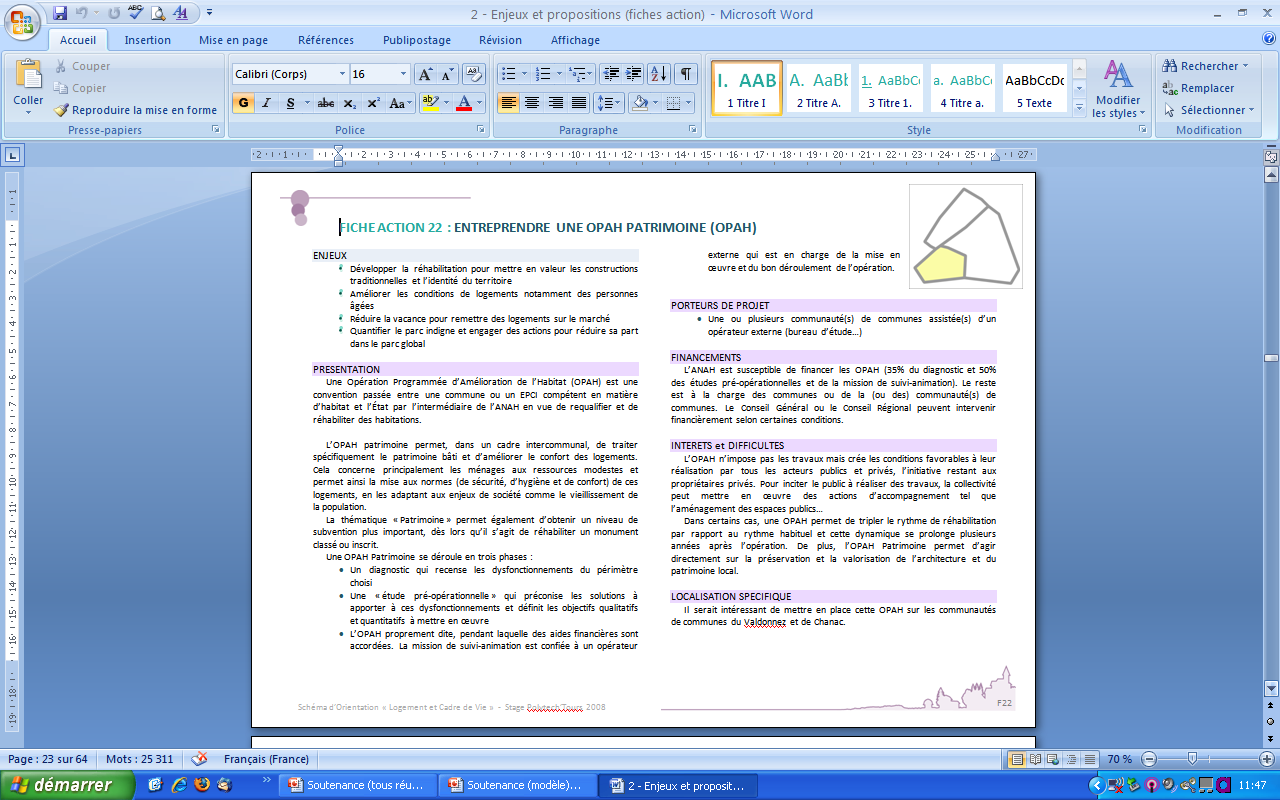 2 - Enjeux et propositions (fiches action) - Microsoft Word
Accueil Insertion Mise en page Références Publipostage Révision Affichage
Coller
Couper
Copier
Reproduire la mise en forme
Presse-papiers
Calibri (Corps) 16
G I S abc x₂ x² Aa
Police
Paragraphe
I. AAB A. AaBb 1. AaBbCc a. AaBbCc AaBbCcDc
1 Titre I 2 Titre A. 3 Titre 1. 4 Titre a. 5 Texte
Modifier
les styles
Style
Rechercher
Remplacer
Sélectionner
Modification
FICHE ACTION 22 : ENTREPRENDRE UNE OPAH PATRIMOINE (OPAH)
ENJEUX
Développer la réhabilitation pour mettre en valeur les constructions
traditionnelles et l'identité du territoire
Améliorer les conditions de logements notamment des personnes
âgées
Réduire la vacance pour remettre des logements sur le marché
Quantifier le parc indigne et engager des actions pour réduire sa part
dans le parc global
PRESENTATION
Une Opération Programmée d'Amélioration de l'Habitat (OPAH) est une
convention passée entre une commune ou un EPCI compétent en matière
d'habitat et l'État par l'intermédiaire de l'ANAH en vue de requalifier et de
réhabiliter des habitations.
L'OPAH patrimoine permet, dans un cadre intercommunal, de traiter
spécifiquement le patrimoine bâti et d'améliorer le confort des logements.
Cela concerne principalement les ménages aux ressources modestes et
permet ainsi la mise aux normes (de sécurité, d'hygiène et de confort) de ces
logements, en les adaptant aux enjeux de société comme le vieillissement de
la population.
La thématique « Patrimoine » permet également d'obtenir un niveau de
subvention plus important, dès lors qu'il s'agit de réhabiliter un monument
classé ou inscrit.
Une OPAH Patrimoine se déroule en trois phases :
Un diagnostic qui recense les dysfonctionnements du périmètre
choisi
Une « étude pré-opérationnelle » qui préconise les solutions à
apporter à ces dysfonctionnements et définit les objectifs qualitatifs
et quantitatifs à mettre en œuvre
L'OPAH proprement dite, pendant laquelle des aides financières sont
accordées. La mission de suivi-animation est confiée à un opérateur
externe qui est en charge de la mise en
œuvre et du bon déroulement de l'opération.
PORTEURS DE PROJET
Une ou plusieurs communauté(s) de communes assistée(s) d'un
opérateur externe (bureau d'étude...)
FINANCEMENTS
L'ANAH est susceptible de financer les OPAH (35% du diagnostic et 50%
des études pré-opérationnelles et de la mission de suivi-animation). Le reste
est à la charge des communes ou de la (ou des) communauté(s) de
communes. Le Conseil Général ou le Conseil Régional peuvent intervenir
financièrement selon certaines conditions.
INTERETS et DIFFICULTES
L'OPAH n'impose pas les travaux mais crée les conditions favorables à leur
réalisation par tous les acteurs publics et privés, l'initiative restant aux
propriétaires privés. Pour inciter le public à réaliser des travaux, la collectivité
peut mettre en œuvre des actions d'accompagnement tel que
l'aménagement des espaces publics...
Dans certains cas, une OPAH permet de tripler le rythme de réhabilitation
par rapport au rythme habituel et cette dynamique se prolonge plusieurs
années après l'opération. De plus, l'OPAH Patrimoine permet d'agir
directement sur la préservation et la valorisation de l'architecture et du
patrimoine local.
LOCALISATION SPECIFIQUE
Il serait intéressant de mettre en place cette OPAH sur les communautés
de communes du Valdonnez et de Chanac.
Schéma d'Orientation « Logement et Cadre de Vie » - Stage Polytech'Tours 2008
F22
Page : 23 sur 64 Mots : 25 311 Français (France) 70 %
démarrer Soutenance (tous réu... Soutenance (modèle)... 2 - Enjeux et proposit... 11:47